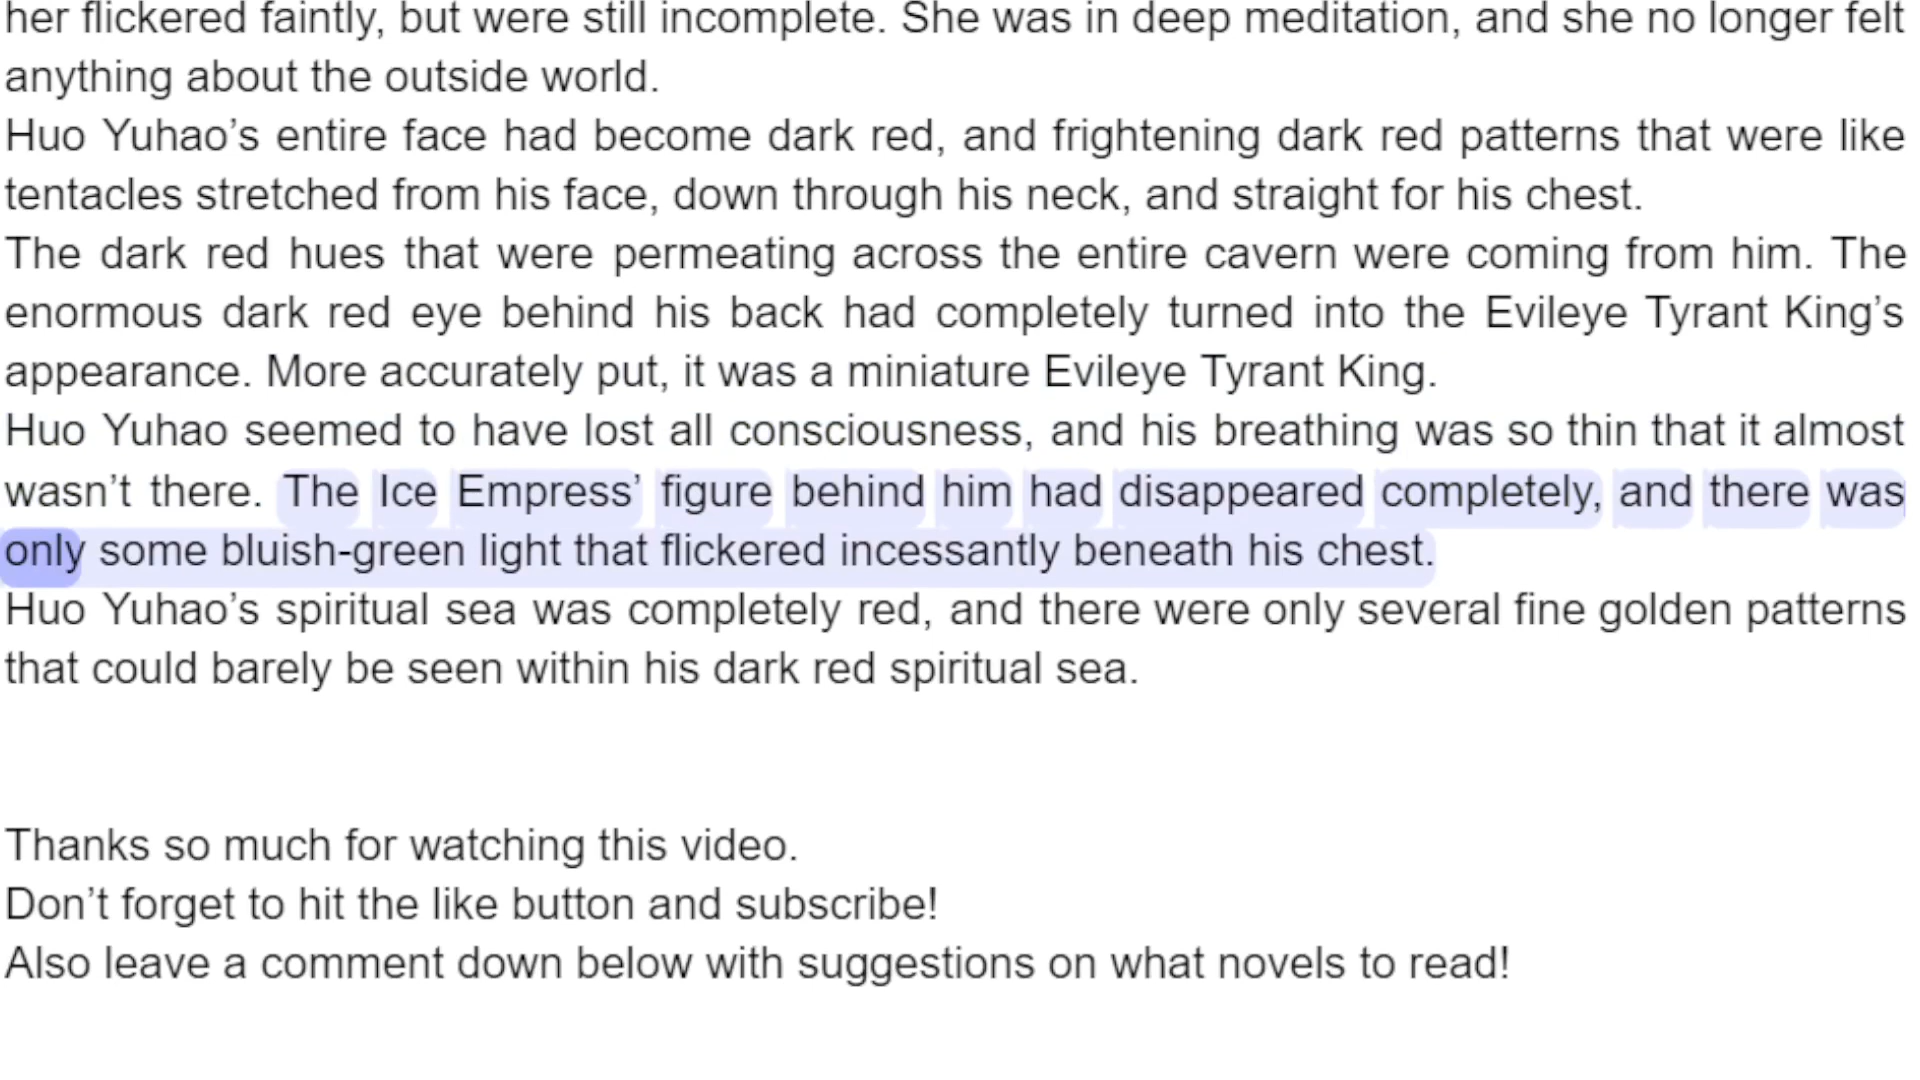 her flickered faintly, but were still incomplete. She was in deep meditation, and she no longer felt
anything about the outside world.
Huo Yuhao’s entire face had become dark red, and frightening dark red patterns that were like
tentacles stretched from his face, down through his neck, and straight for his chest.
The dark red hues that were permeating across the entire cavern were coming from him. The
enormous dark red eye behind his back had completely turned into the Evileye Tyrant King’s
appearance. More accurately put, it was a miniature Evileye Tyrant King.
Huo Yuhao seemed to have lost all consciousness, and his breathing was so thin that it almost
wasn’t there. The Ice Empress’ figure behind him had disappeared completely, and there was
only some bluish-green light that flickered incessantly beneath his chest.
Huo Yuhao’s spiritual sea was completely red, and there were only several fine golden patterns
that could barely be seen within his dark red spiritual sea.
Thanks so much for watching this video.
Don’t forget to hit the like button and subscribe!
Also leave a comment down below with suggestions on what novels to read!